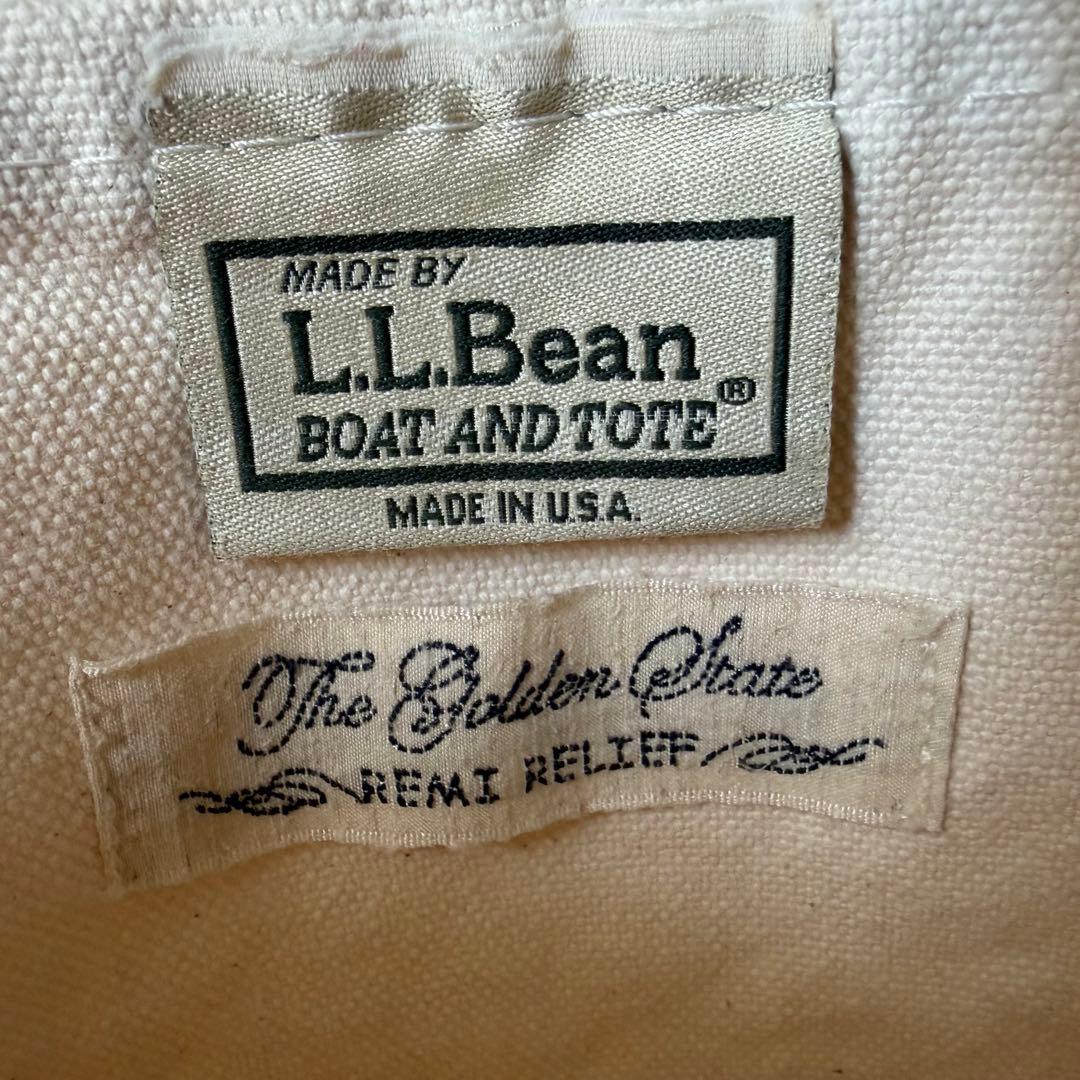 MADE BY
L.L.Bean
BOAT AND TOTE®
MADE IN U.S.A.
The Golden State
REMI RELIEF